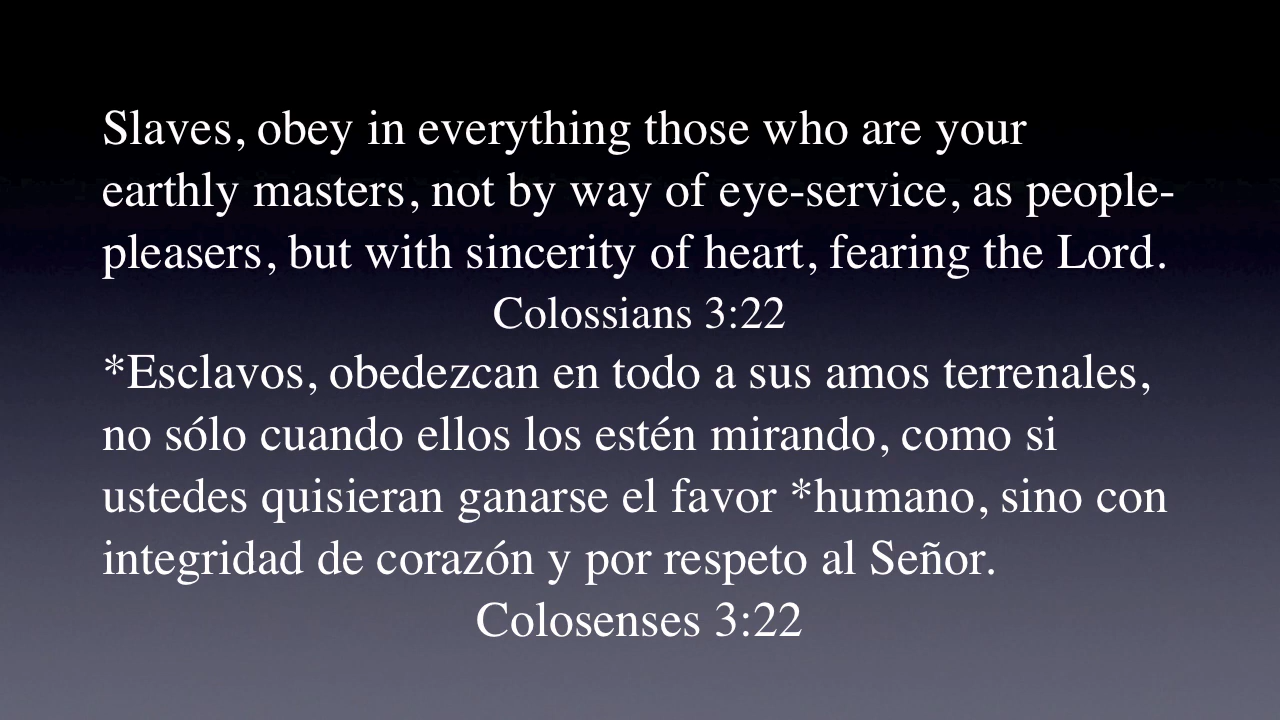 Slaves, obey in everything those who are your
earthly masters, not by way of eye-service, as people-
pleasers, but with sincerity of heart, fearing the Lord.
Colossians 3:22
*Esclavos, obedezcan en todo a sus amos terrenales,
no sólo cuando ellos los estén mirando, como si
ustedes quisieran ganarse el favor *humano, sino con
integridad de corazón y por respeto al Señor.
Colosenses 3:22